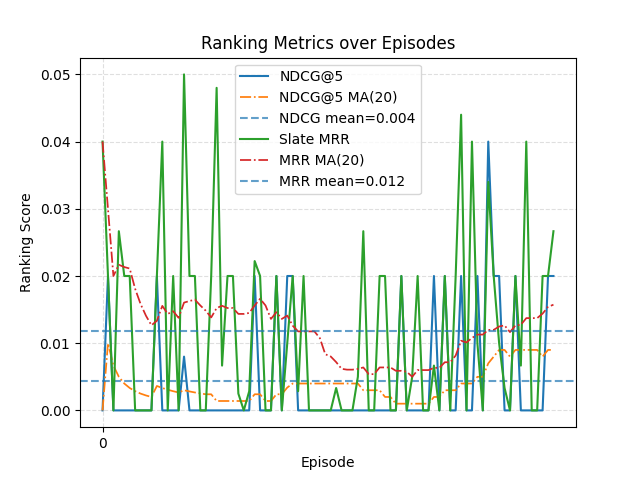 Ranking Metrics over Episodes
0.05
0.04
0.03
0.02
0.01
0.00
Ranking Score
NDCG@5
NDCG@5 MA(20)
NDCG mean=0.004
Slate MRR
MRR MA(20)
MRR mean=0.012
0
Episode